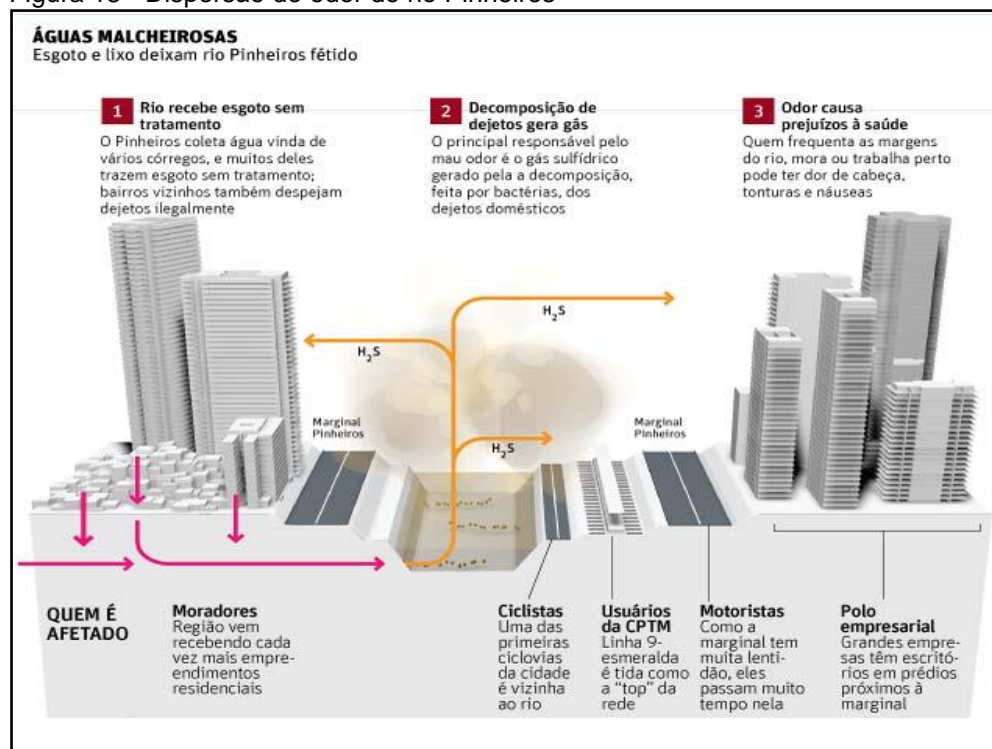 Figura 18 - Dispersão do odor do rio Pinheiros
ÁGUAS MALCHEIROSAS
Esgoto e lixo deixam rio Pinheiros fétido
1 Rio recebe esgoto sem
tratamento
O Pinheiros coleta água vinda de
vários córregos, e muitos deles
trazem esgoto sem tratamento;
bairros vizinhos também despejam
dejetos ilegalmente
2 Decomposição de
dejetos gera gás
O principal responsável pelo
mau odor é o gás sulfídrico
gerado pela a decomposição,
feita por bactérias, dos
dejetos domésticos
3 Odor causa
prejuízos à saúde
Quem frequenta as margens
do rio, mora ou trabalha perto
pode ter dor de cabeça,
tonturas e náuseas
H₂S
H₂S
H₂S
Marginal
Pinheiros
Marginal
Pinheiros
QUEM É
AFETADO
Moradores
Região vem
recebendo cada
vez mais empre-
endimentos
residenciais
Ciclistas
Uma das
primeiras
ciclovias
da cidade
é vizinha
ao rio
Usuários
da CPTM
Linha 9-
esmeralda
é tida como
a "top" da
rede
Motoristas
Como a
marginal tem
muita lenti-
dão, eles
passam muito
tempo nela
Polo
empresarial
Grandes empre-
sas têm escritó-
rios em prédios
próximos à
marginal